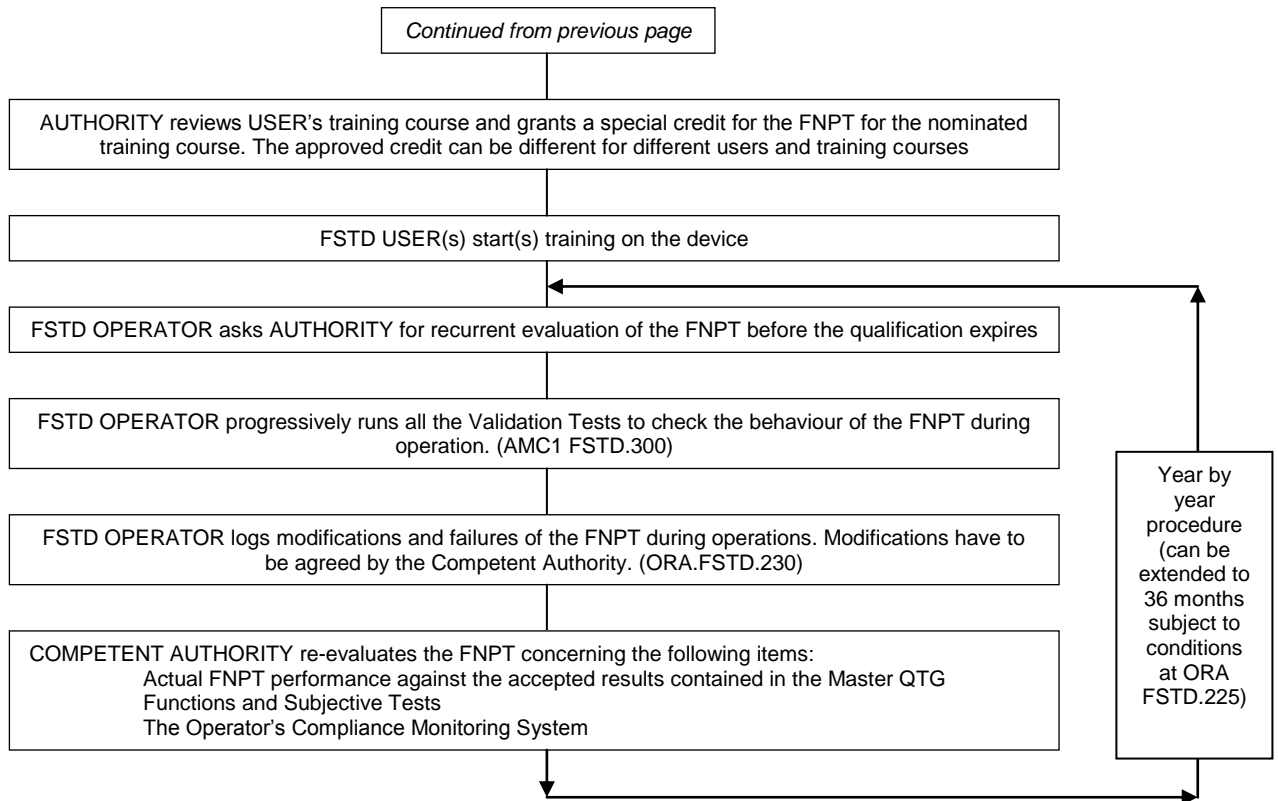 Continued from previous page
AUTHORITY reviews USER's training course and grants a special credit for the FNPT for the nominated
training course. The approved credit can be different for different users and training courses
FSTD USER(s) start(s) training on the device
FSTD OPERATOR asks AUTHORITY for recurrent evaluation of the FNPT before the qualification expires
FSTD OPERATOR progressively runs all the Validation Tests to check the behaviour of the FNPT during
operation. (AMC1 FSTD.300)
FSTD OPERATOR logs modifications and failures of the FNPT during operations. Modifications have to
be agreed by the Competent Authority. (ORA.FSTD.230)
COMPETENT AUTHORITY re-evaluates the FNPT concerning the following items:
Actual FNPT performance against the accepted results contained in the Master QTG
Functions and Subjective Tests
The Operator's Compliance Monitoring System
Year by
year
procedure
(can be
extended to
36 months
subject to
conditions
at ORA
FSTD.225)